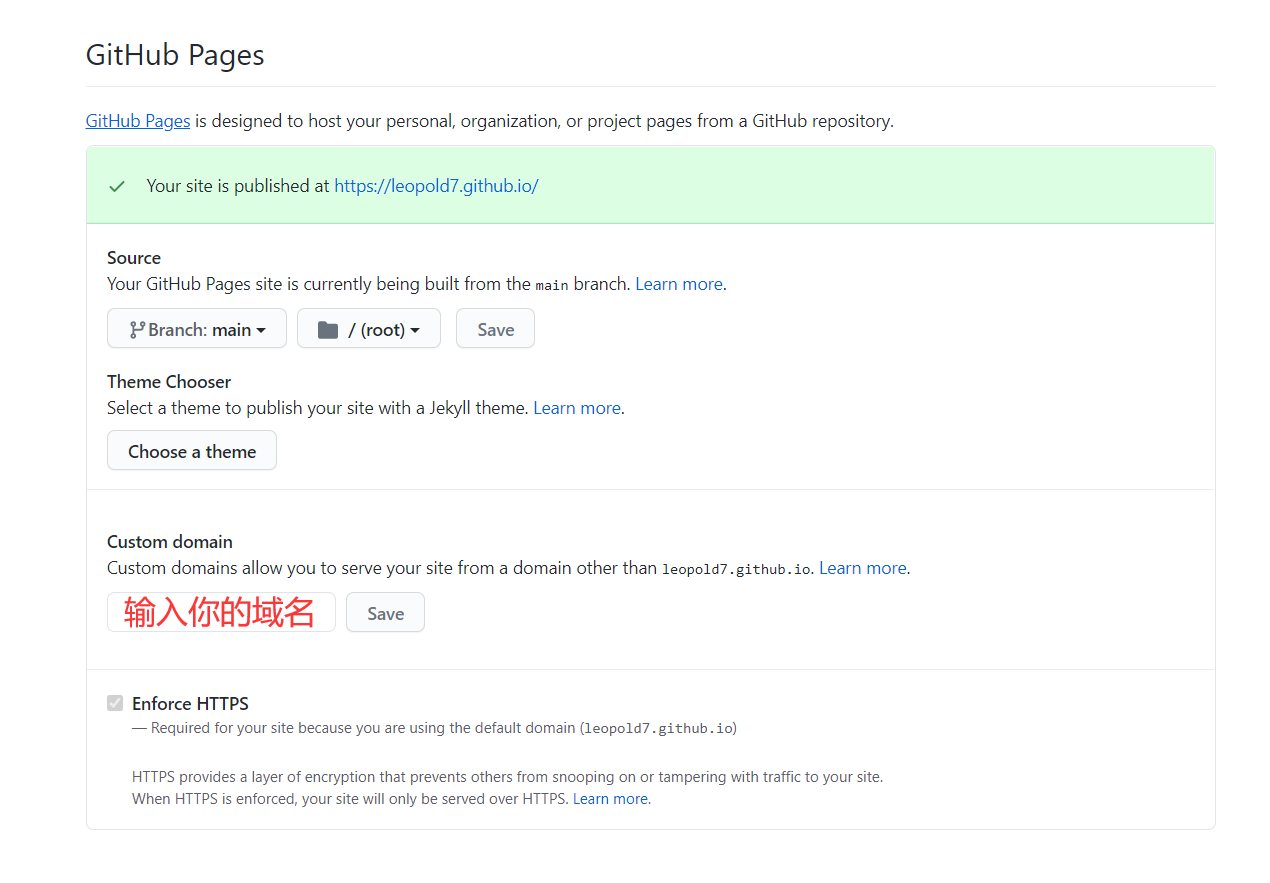 GitHub Pages
GitHub Pages is designed to host your personal, organization, or project pages from a GitHub repository.
Your site is published at https://leopold7.github.io/
Source
Your GitHub Pages site is currently being built from the main branch. Learn more.
Branch: main / (root) Save
Theme Chooser
Select a theme to publish your site with a Jekyll theme. Learn more.
Choose a theme
Custom domain
Custom domains allow you to serve your site from a domain other than leopold7.github.io. Learn more.
输入你的域名 Save
Enforce HTTPS
— Required for your site because you are using the default domain (leopold7.github.io)
HTTPS provides a layer of encryption that prevents others from snooping on or tampering with traffic to your site.
When HTTPS is enforced, your site will only be served over HTTPS. Learn more.